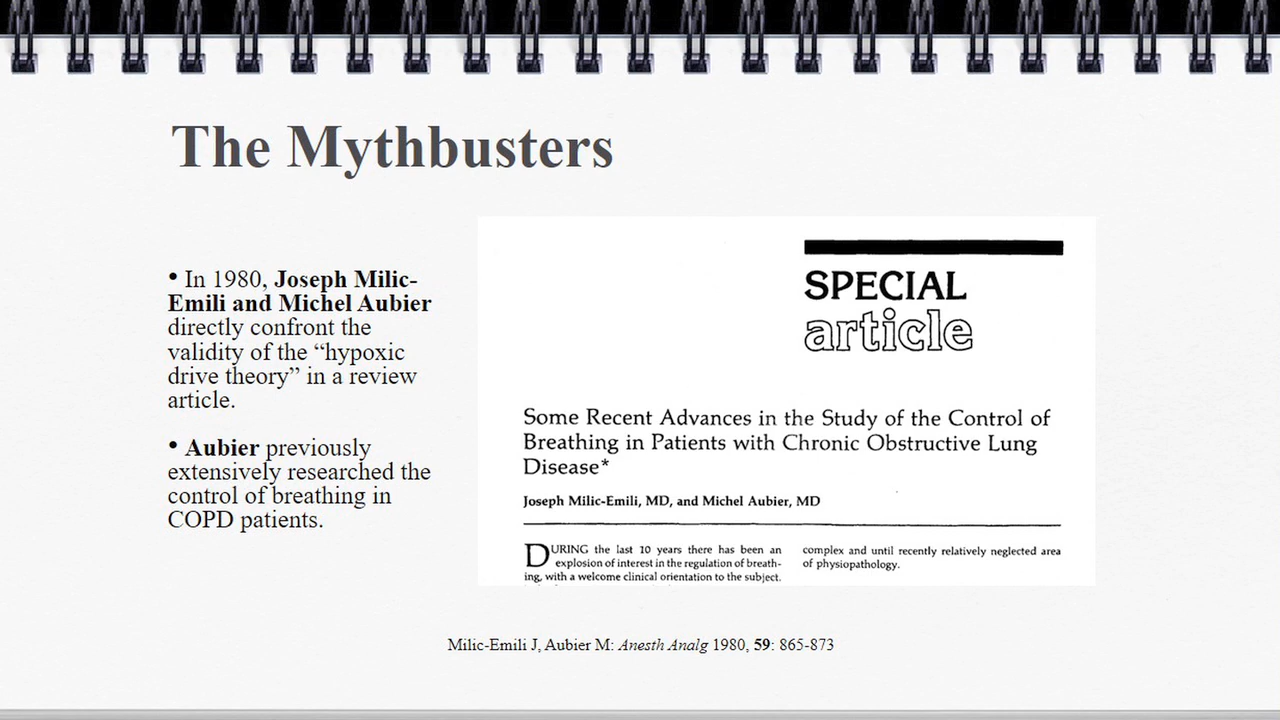 The Mythbusters
• In 1980, Joseph Milic-
Emili and Michel Aubier
directly confront the
validity of the “hypoxic
drive theory” in a review
article.
• Aubier previously
extensively researched the
control of breathing in
COPD patients.
SPECIAL
article
Some Recent Advances in the Study of the Control of
Breathing in Patients with Chronic Obstructive Lung
Disease*
Joseph Milic-Emili, MD, and Michel Aubier, MD
DURING the last 10 years there has been an
explosion of interest in the regulation of breath-
ing, with a welcome clinical orientation to the subject.
complex and until recently relatively neglected area
of physiopathology.
Milic-Emili J, Aubier M: Anesth Analg 1980, 59: 865-873